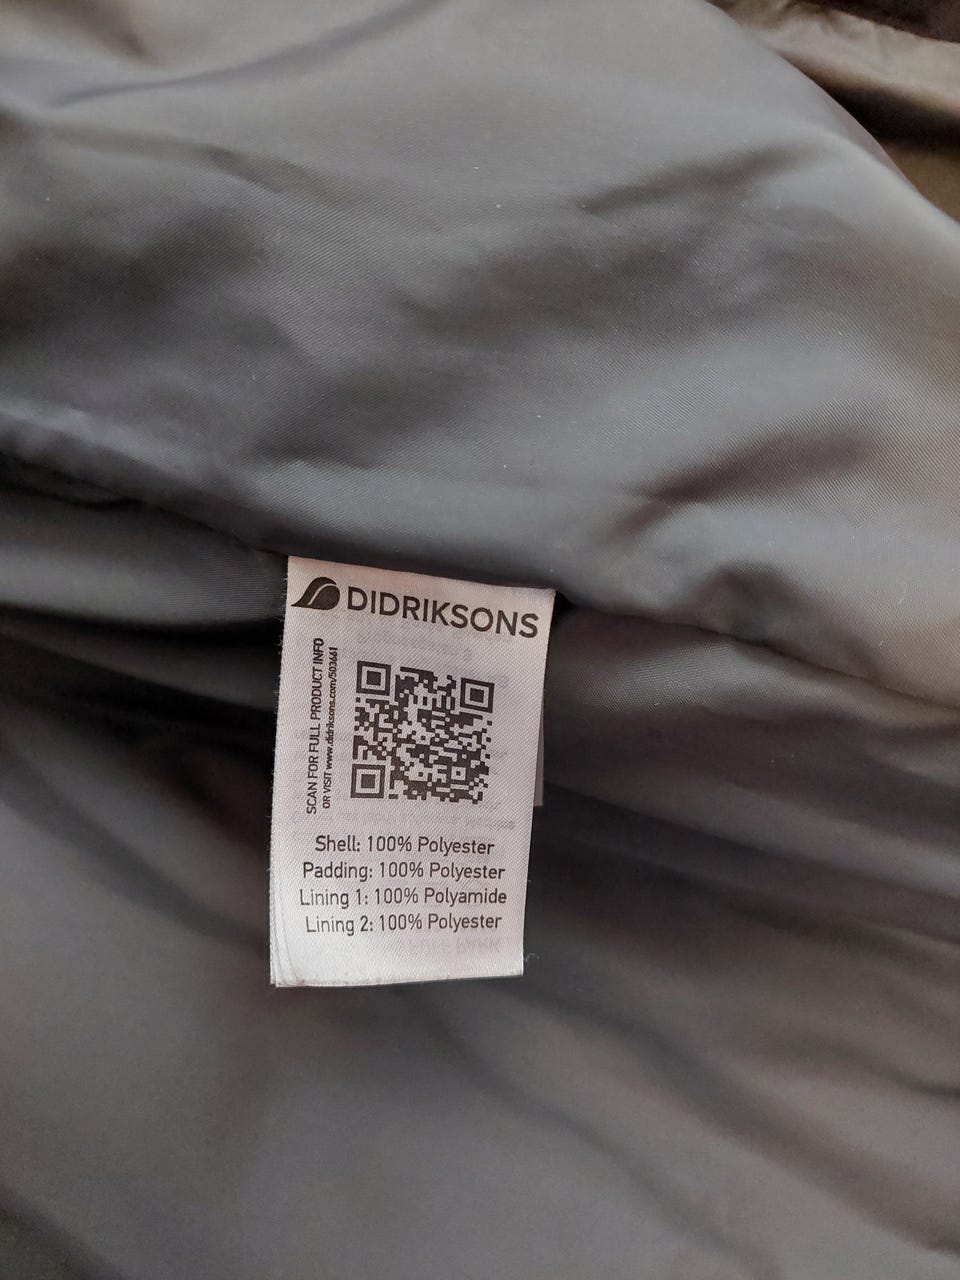 DIDRIKSONS
SCAN FOR FULL PRODUCT INFO
OR VISIT www.didriksons.com/503661
Shell: 100% Polyester
Padding: 100% Polyester
Lining 1: 100% Polyamide
Lining 2: 100% Polyester